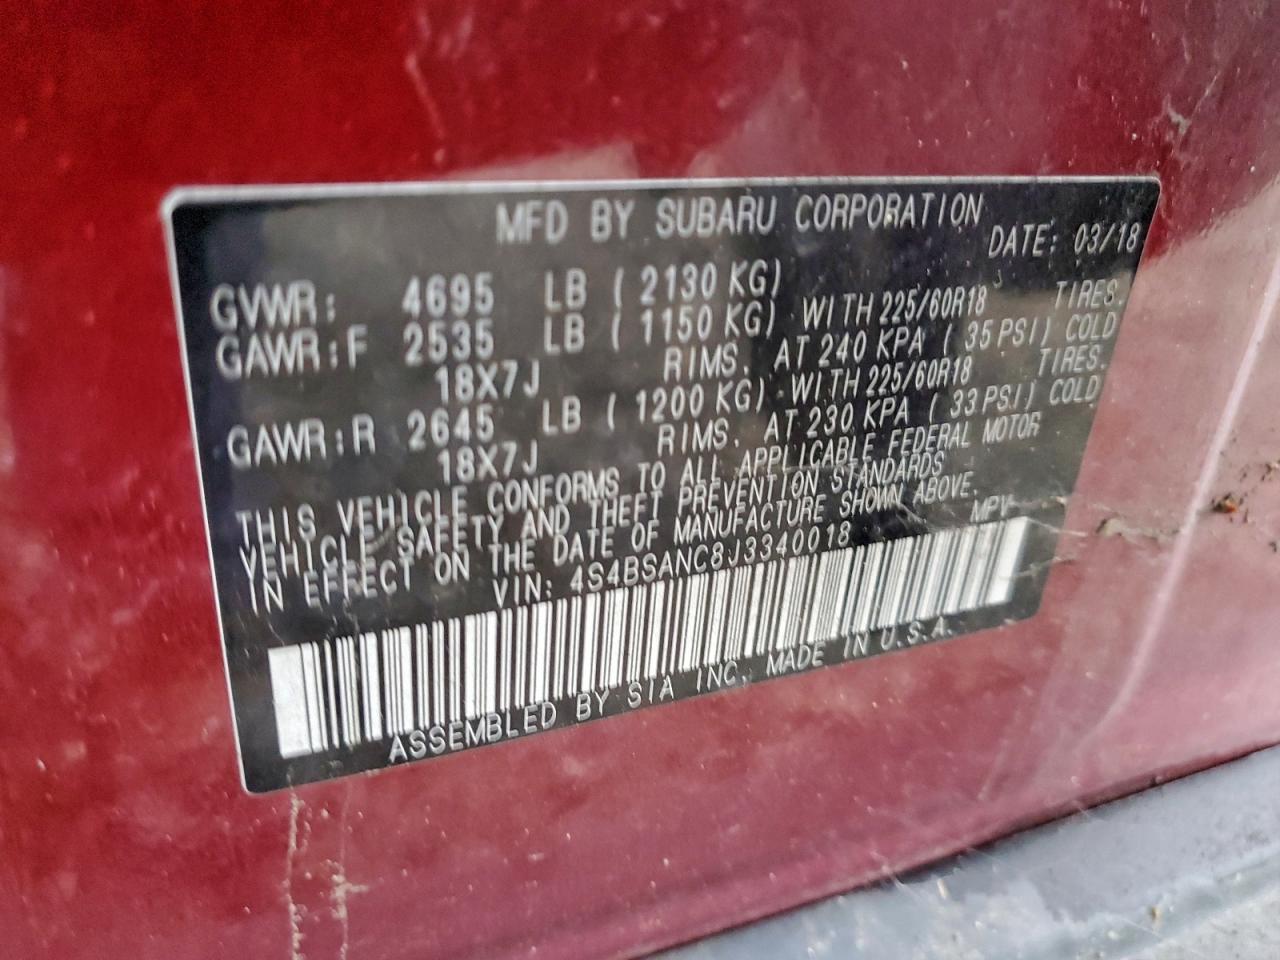 MFD BY SUBARU CORPORATION
DATE: 03/18
GVWR: 4695 LB ( 2130 KG)
GAWR:F 2535 LB ( 1150 KG) WITH 225/60R18 TIRES.
18X7J RIMS. AT 240 KPA ( 35 PSI) COLD
GAWR:R 2645 LB ( 1200 KG) WITH 225/60R18 TIRES.
18X7J RIMS. AT 230 KPA ( 33 PSI) COLD
THIS VEHICLE CONFORMS TO ALL APPLICABLE FEDERAL MOTOR
VEHICLE SAFETY AND THEFT PREVENTION STANDARDS
IN EFFECT ON THE DATE OF MANUFACTURE SHOWN ABOVE.
VIN: 4S4BSANC8J3340018 MPV
ASSEMBLED BY SIA INC. MADE IN U.S.A.